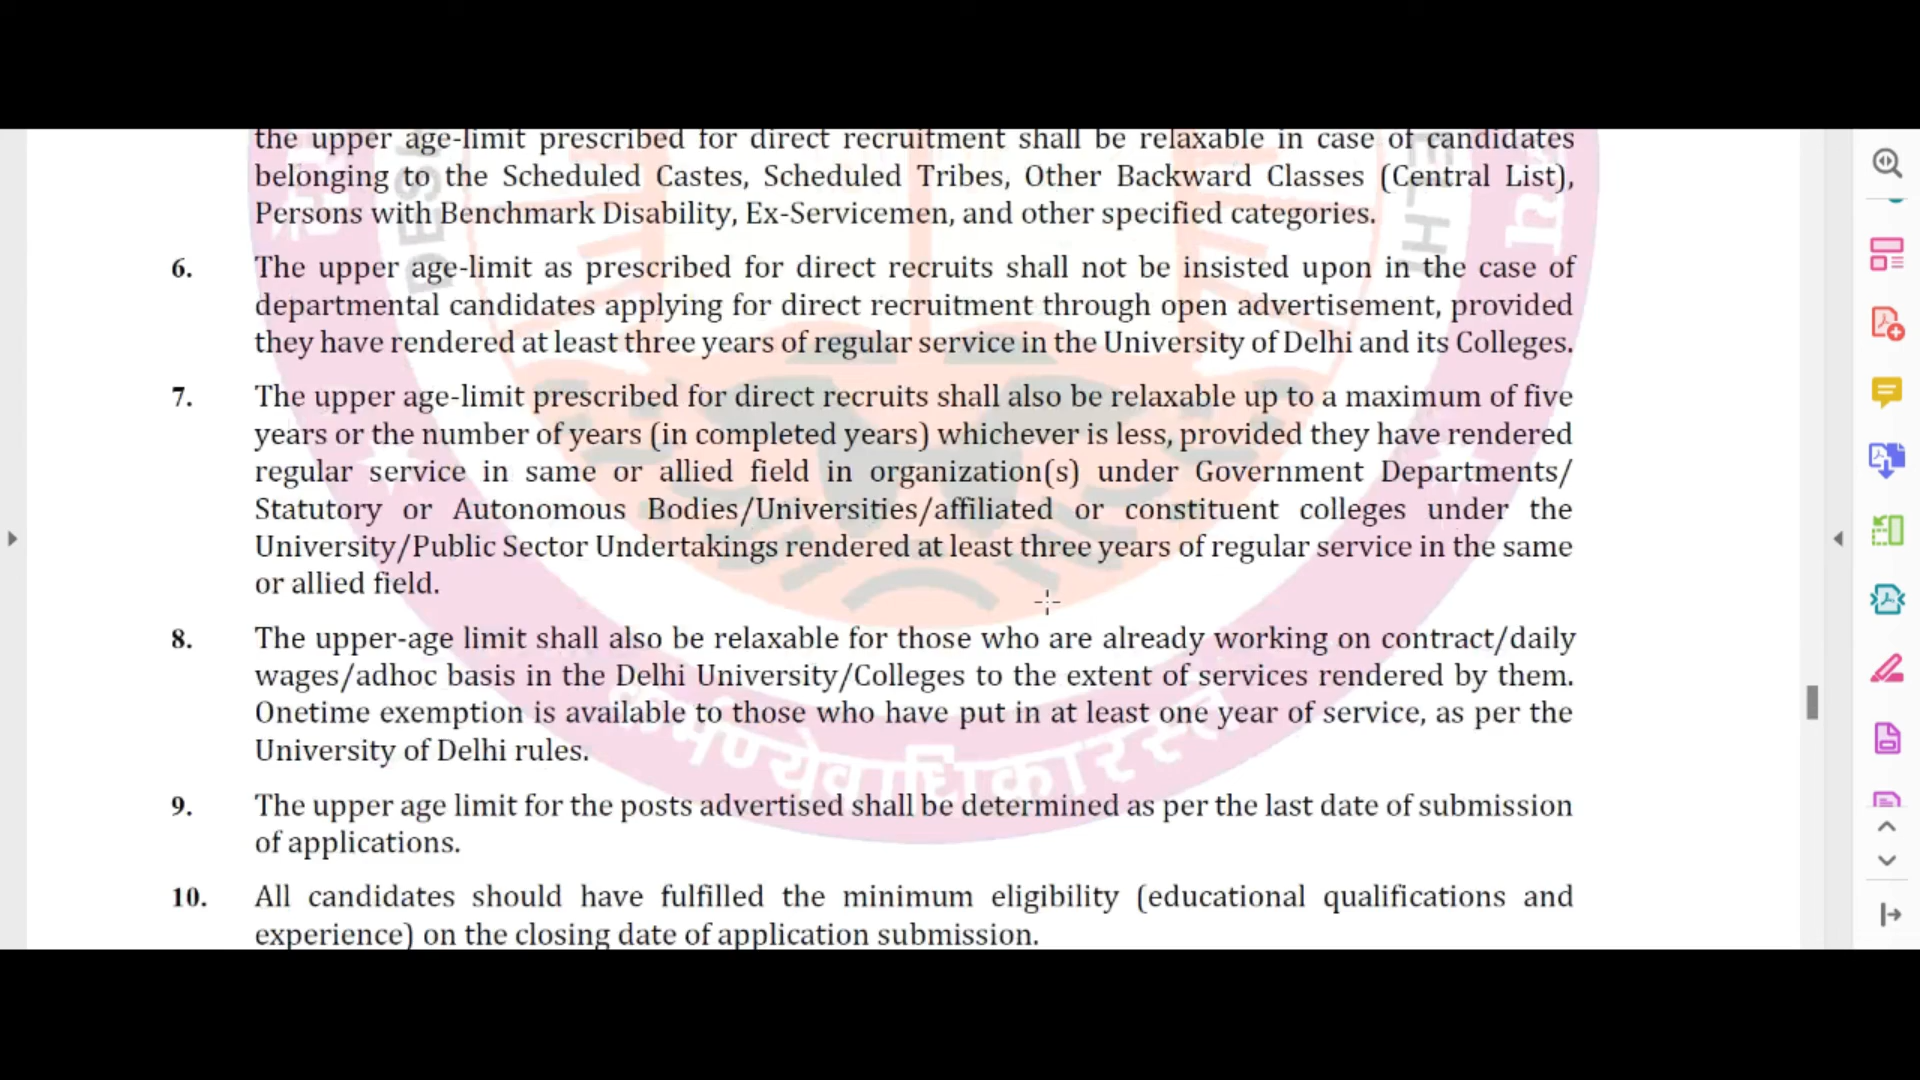 the upper age-limit prescribed for direct recruitment shall be relaxable in case of candidates
belonging to the Scheduled Castes, Scheduled Tribes, Other Backward Classes (Central List),
Persons with Benchmark Disability, Ex-Servicemen, and other specified categories.
6. The upper age-limit as prescribed for direct recruits shall not be insisted upon in the case of
departmental candidates applying for direct recruitment through open advertisement, provided
they have rendered at least three years of regular service in the University of Delhi and its Colleges.
7. The upper age-limit prescribed for direct recruits shall also be relaxable up to a maximum of five
years or the number of years (in completed years) whichever is less, provided they have rendered
regular service in same or allied field in organization(s) under Government Departments/
Statutory or Autonomous Bodies/Universities/affiliated or constituent colleges under the
University/Public Sector Undertakings rendered at least three years of regular service in the same
or allied field.
8. The upper-age limit shall also be relaxable for those who are already working on contract/daily
wages/adhoc basis in the Delhi University/Colleges to the extent of services rendered by them.
Onetime exemption is available to those who have put in at least one year of service, as per the
University of Delhi rules.
9. The upper age limit for the posts advertised shall be determined as per the last date of submission
of applications.
10. All candidates should have fulfilled the minimum eligibility (educational qualifications and
experience) on the closing date of application submission.
DESH
ELHI
कर्मण्येवाधिकारस्ते